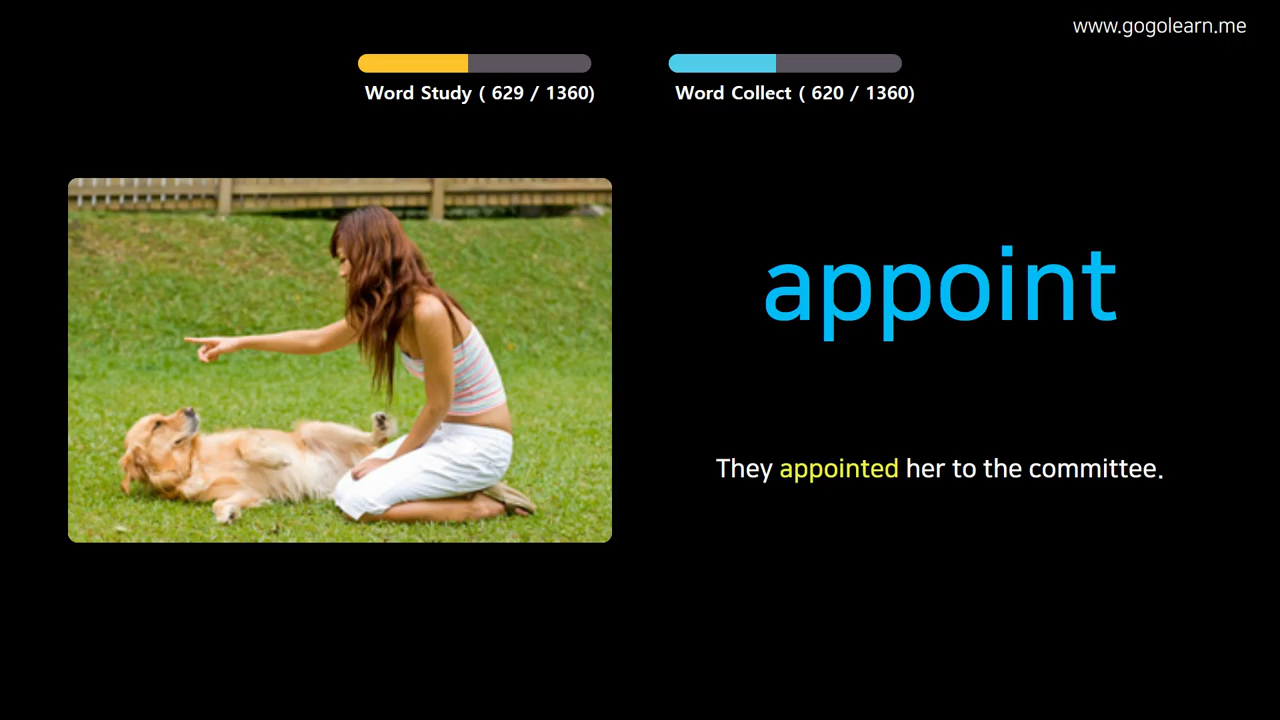 www.gogolearn.me
Word Study ( 629 / 1360)
Word Collect ( 620 / 1360)
appoint
They appointed her to the committee.